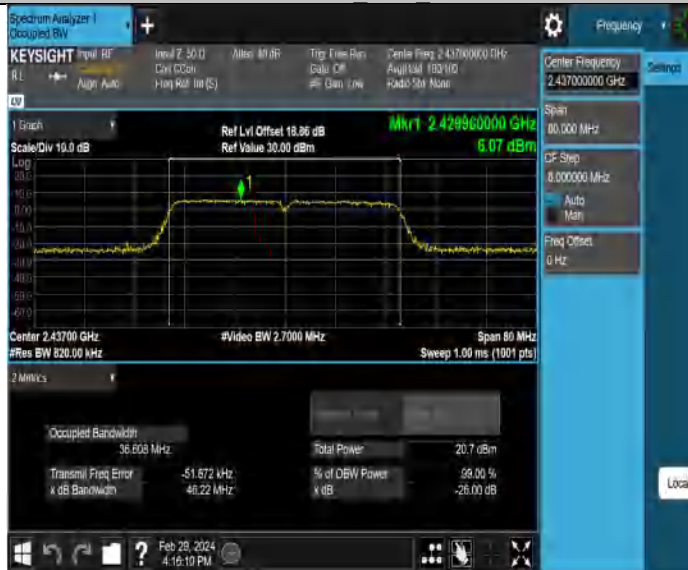 Spectrum Analyzer 1
Occupied BW
+
Frequency
KEYSIGHT Input: RF
Input Z: 50 Ω
Atten: 40 dB
Trig: Free Run
Center Freq: 2.437000000 GHz
RL
Align: Auto
Freq Ref: Int (S)
Gate: Off
#IF Gain: Low
Avg|Hold: 100/100
Radio Std: None
1 Graph
Scale/Div 10.0 dB
Ref Lvl Offset 16.86 dB
Ref Value 30.00 dBm
Mkr1 2.429960000 GHz
6.07 dBm
Log
1
Center 2.43700 GHz
#Video BW 2.7000 MHz
Span 80 MHz
#Res BW 820.00 kHz
Sweep 1.00 ms (1001 pts)
2 Metrics
Occupied Bandwidth
36.608 MHz
Total Power
20.7 dBm
Transmit Freq Error
-51.672 kHz
% of OBW Power
99.00 %
x dB Bandwidth
46.22 MHz
x dB
-26.00 dB
Feb 29, 2024
4:16:10 PM
Center Frequency
2.437000000 GHz
Settings
Span
80.000 MHz
CF Step
8.000000 MHz
Auto
Man
Freq Offset
0 Hz
Loca